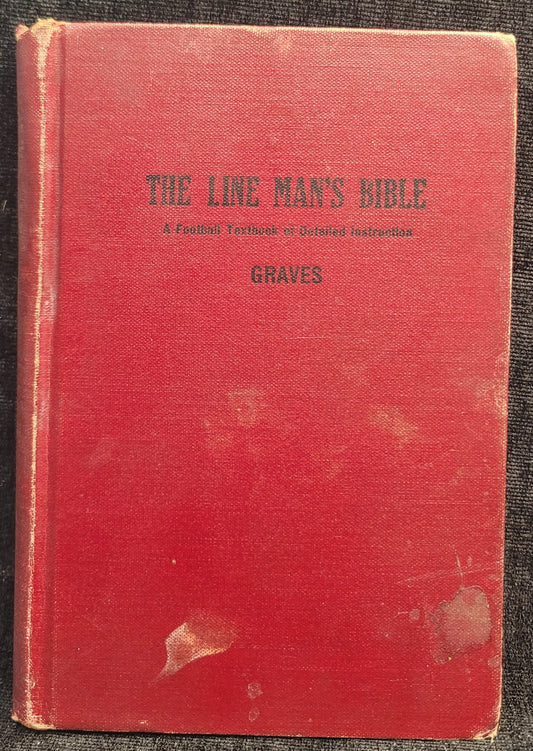 THE LINE MAN'S BIBLE
A Football Textbook of Detailed Instruction
GRAVES